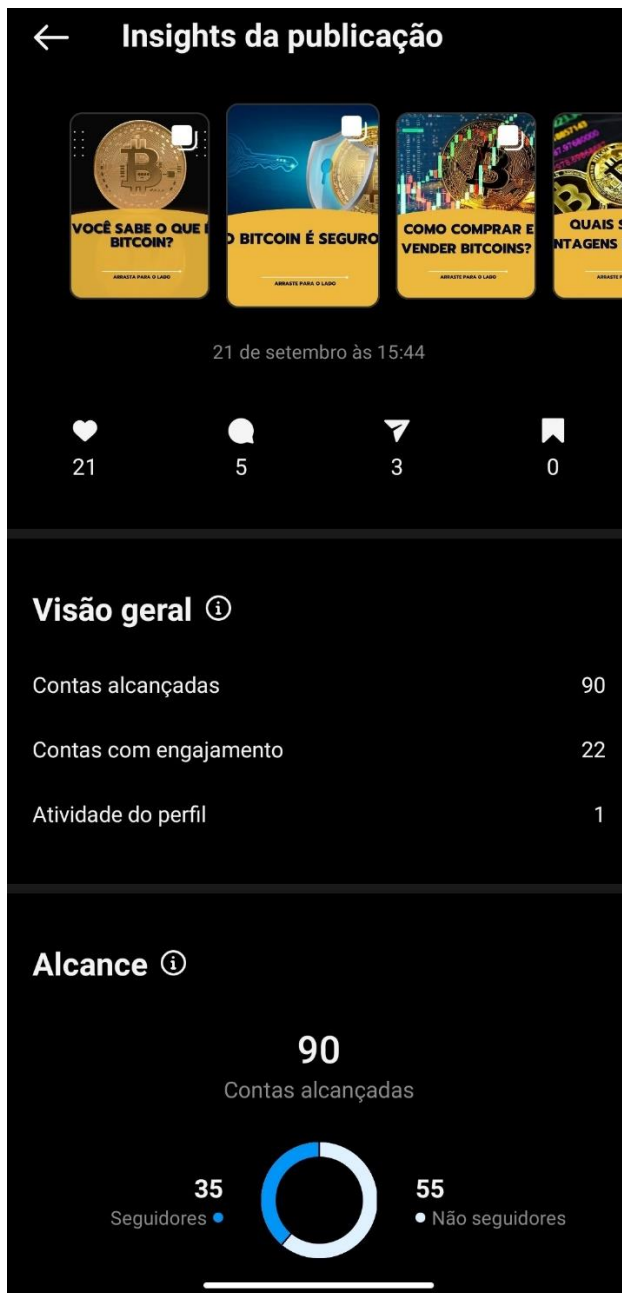 Insights da publicação
VOCÊ SABE O QUE
BITCOIN?
ARRASTA PARA O LADO
O BITCOIN É SEGURO
ARRASTE PARA O LADO
COMO COMPRAR E
VENDER BITCOINS?
ARRASTE PARA O LADO
QUAIS S
NTAGENS
ARRASTE P
21 de setembro às 15:44
21
5
3
0
Visão geral
Contas alcançadas 90
Contas com engajamento 22
Atividade do perfil 1
Alcance
90
Contas alcançadas
35
Seguidores
55
Não seguidores